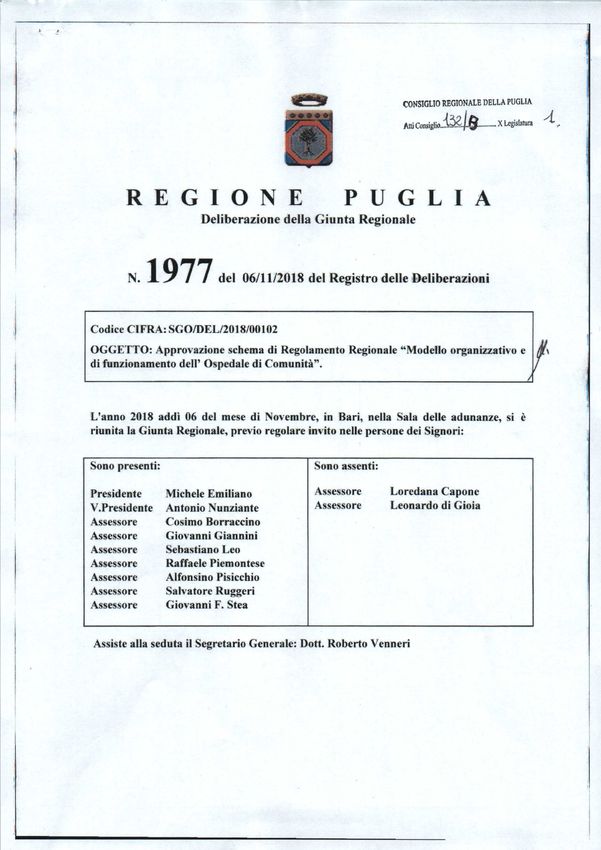 CONSIGLIO REGIONALE DELLA PUGLIA
Atti Consiglio 132/B X Legislatura 1.
REGIONE PUGLIA
Deliberazione della Giunta Regionale
N. 1977 del 06/11/2018 del Registro delle Deliberazioni
Codice CIFRA: SGO/DEL/2018/00102
OGGETTO: Approvazione schema di Regolamento Regionale “Modello organizzativo e
di funzionamento dell’ Ospedale di Comunità”.
L'anno 2018 addì 06 del mese di Novembre, in Bari, nella Sala delle adunanze, si è
riunita la Giunta Regionale, previo regolare invito nelle persone dei Signori:
Sono presenti:
Presidente Michele Emiliano
V.Presidente Antonio Nunziante
Assessore Cosimo Borraccino
Assessore Giovanni Giannini
Assessore Sebastiano Leo
Assessore Raffaele Piemontese
Assessore Alfonsino Pisicchio
Assessore Salvatore Ruggeri
Assessore Giovanni F. Stea
Sono assenti:
Assessore Loredana Capone
Assessore Leonardo di Gioia
Assiste alla seduta il Segretario Generale: Dott. Roberto Venneri